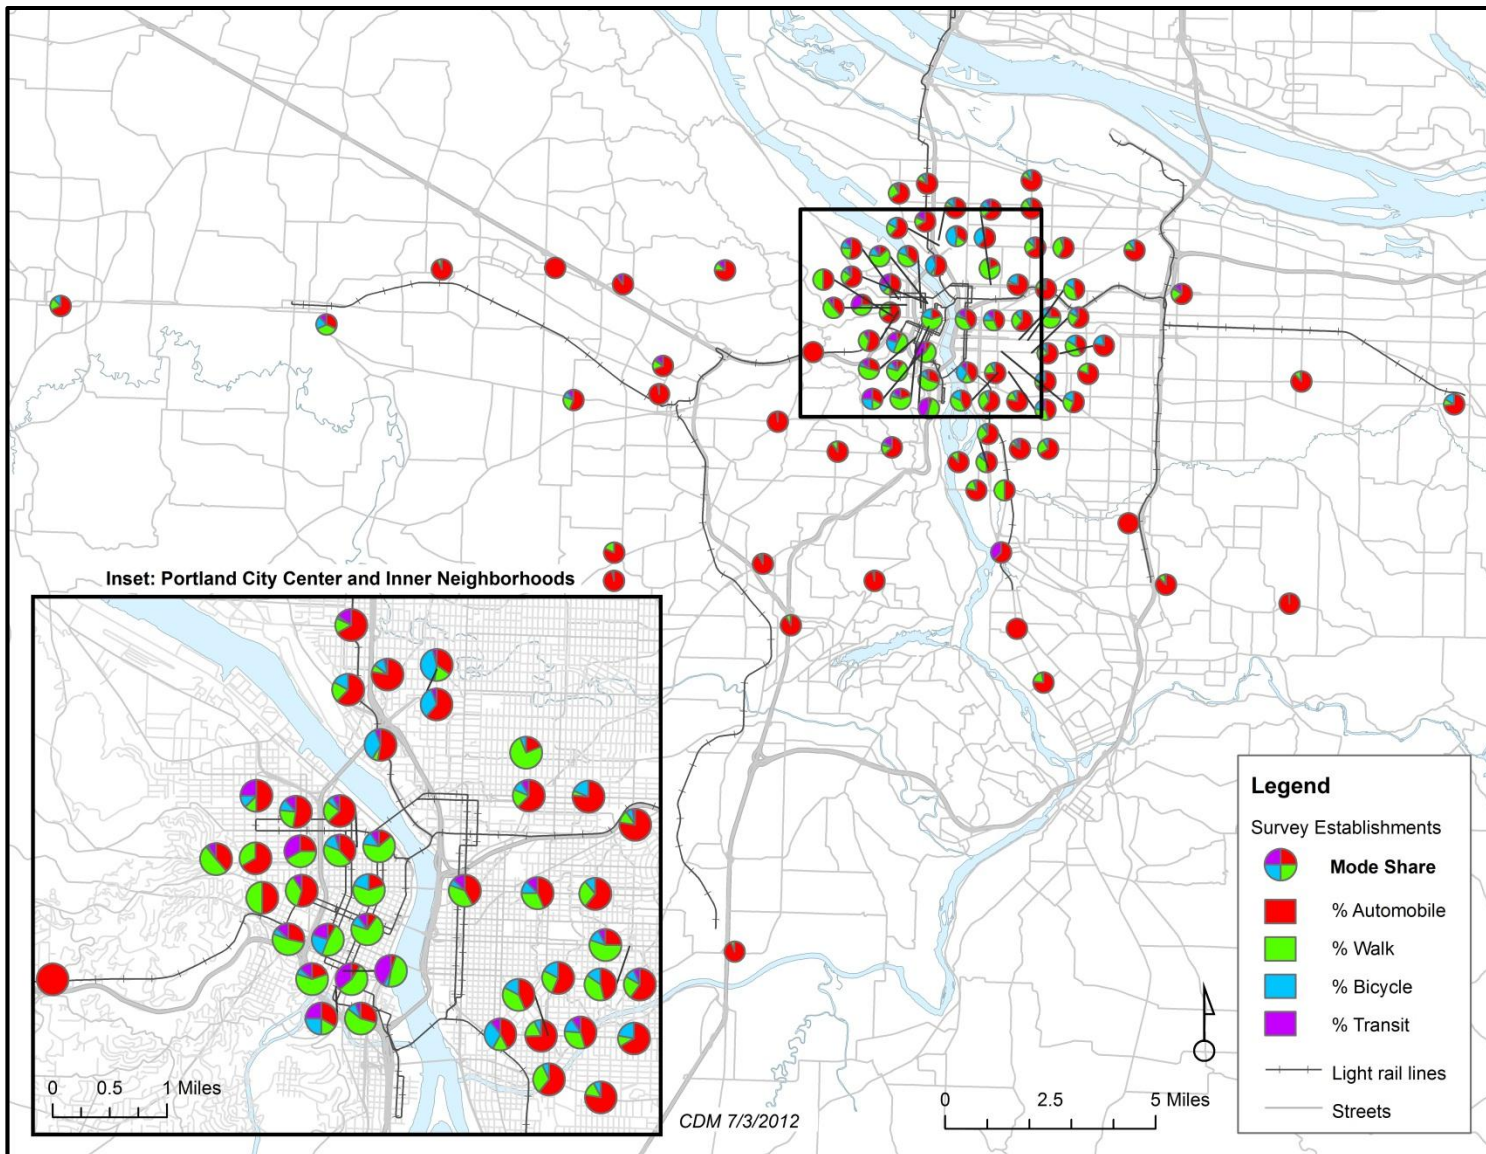 Inset: Portland City Center and Inner Neighborhoods
0 0.5 1 Miles
CDM 7/3/2012
0 2.5 5 Miles
Legend
Survey Establishments
Mode Share
% Automobile
% Walk
% Bicycle
% Transit
Light rail lines
Streets